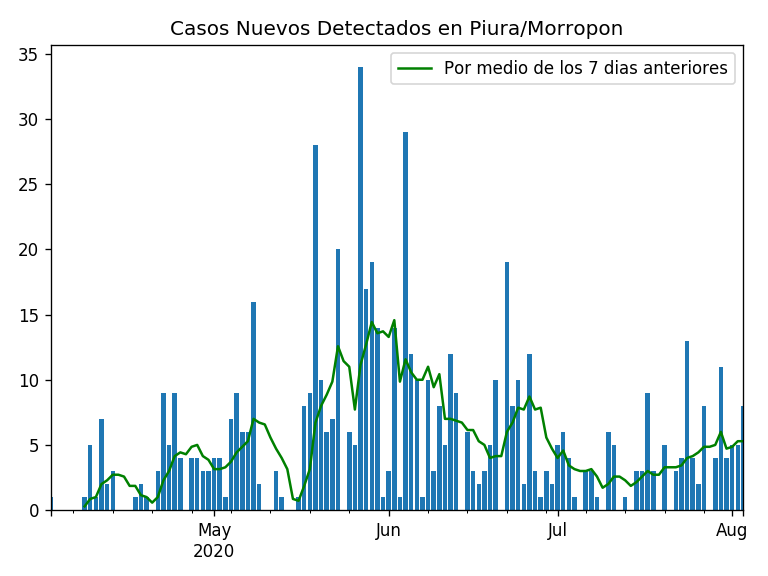 Casos Nuevos Detectados en Piura/Morropon
Por medio de los 7 dias anteriores
35
30
25
20
15
10
5
0
May
2020
Jun
Jul
Aug